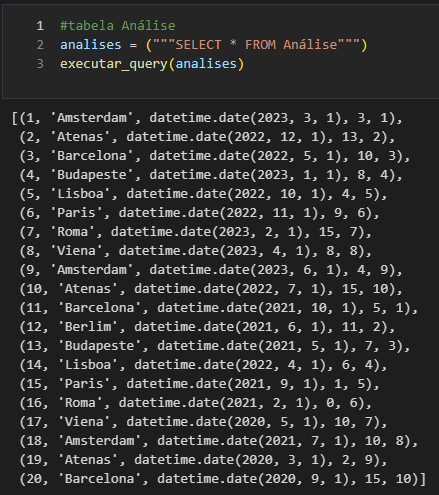 1 #tabela Análise
2 analises = ("""SELECT * FROM Análise""")
3 executar_query(analises)
[(1, 'Amsterdam', datetime.date(2023, 3, 1), 3, 1),
(2, 'Atenas', datetime.date(2022, 12, 1), 13, 2),
(3, 'Barcelona', datetime.date(2022, 5, 1), 10, 3),
(4, 'Budapeste', datetime.date(2023, 1, 1), 8, 4),
(5, 'Lisboa', datetime.date(2022, 10, 1), 4, 5),
(6, 'Paris', datetime.date(2022, 11, 1), 9, 6),
(7, 'Roma', datetime.date(2023, 2, 1), 15, 7),
(8, 'Viena', datetime.date(2023, 4, 1), 8, 8),
(9, 'Amsterdam', datetime.date(2023, 6, 1), 4, 9),
(10, 'Atenas', datetime.date(2022, 7, 1), 15, 10),
(11, 'Barcelona', datetime.date(2021, 10, 1), 5, 1),
(12, 'Berlim', datetime.date(2021, 6, 1), 11, 2),
(13, 'Budapeste', datetime.date(2021, 5, 1), 7, 3),
(14, 'Lisboa', datetime.date(2022, 4, 1), 6, 4),
(15, 'Paris', datetime.date(2021, 9, 1), 1, 5),
(16, 'Roma', datetime.date(2021, 2, 1), 0, 6),
(17, 'Viena', datetime.date(2020, 5, 1), 10, 7),
(18, 'Amsterdam', datetime.date(2021, 7, 1), 10, 8),
(19, 'Atenas', datetime.date(2020, 3, 1), 2, 9),
(20, 'Barcelona', datetime.date(2020, 9, 1), 15, 10)]